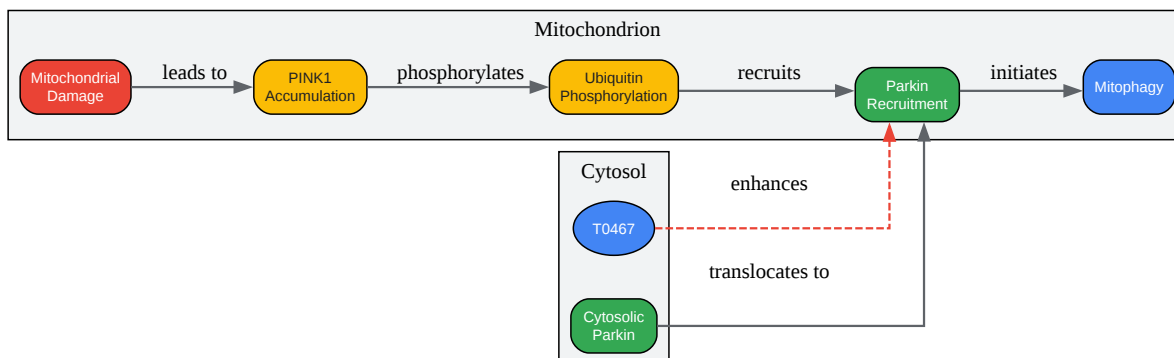 Mitochondrion
Mitochondrial
Damage
leads to
PINK1
Accumulation
phosphorylates
Ubiquitin
Phosphorylation
recruits
Parkin
Recruitment
initiates
Mitophagy
Cytosol
T0467
enhances
translocates to
Cytosolic
Parkin